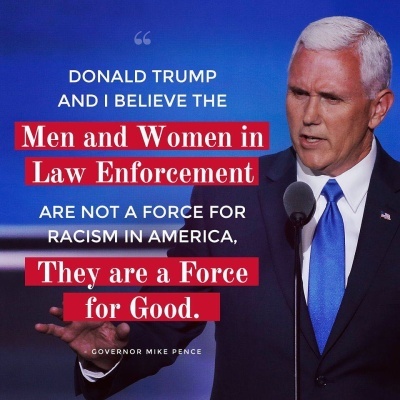 “
DONALD TRUMP
AND I BELIEVE THE
Men and Women in
Law Enforcement
ARE NOT A FORCE FOR
RACISM IN AMERICA,
They are a Force
for Good.
- GOVERNOR MIKE PENCE